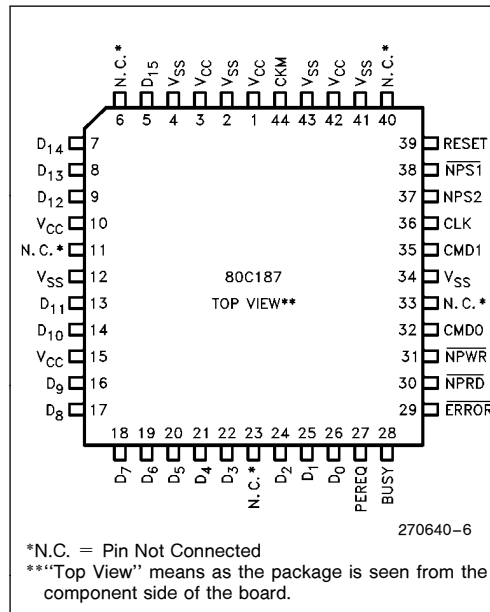 N.C.* D15 VSS VCC VSS VCC CKM VSS VCC VSS N.C.*
6 5 4 3 2 1 44 43 42 41 40
D14 7 39 RESET
D13 8 38 N̅P̅S̅1̅
D12 9 37 NPS2
VCC 10 36 CLK
N.C.* 11 35 CMD1
VSS 12 80C187 34 VSS
D11 13 TOP VIEW** 33 N.C.*
D10 14 32 CMD0
VCC 15 31 N̅P̅W̅R̅
D9 16 30 N̅P̅R̅D̅
D8 17 29 E̅R̅R̅O̅R̅
18 19 20 21 22 23 24 25 26 27 28
D7 D6 D5 D4 D3 N.C.* D2 D1 D0 PEREQ BUSY
270640-6
*N.C. = Pin Not Connected
**"Top View" means as the package is seen from the
component side of the board.